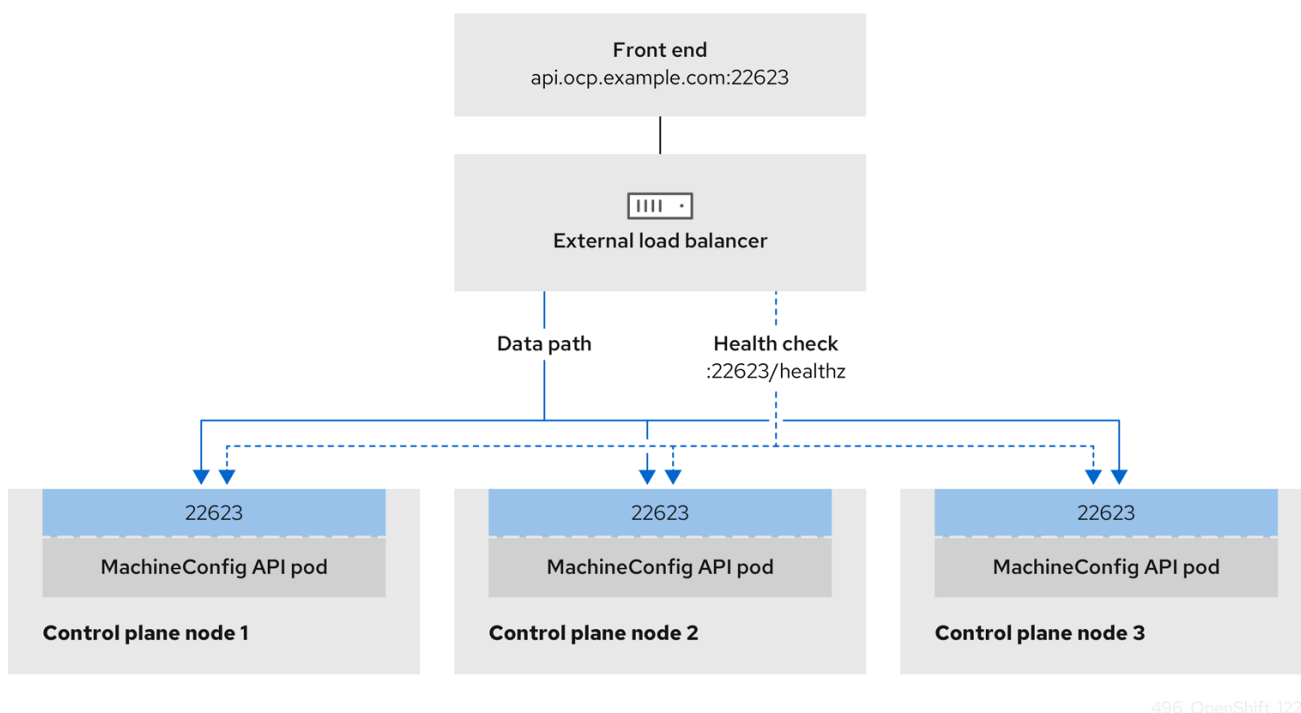 Front end
api.ocp.example.com:22623
External load balancer
Data path
Health check
:22623/healthz
22623
MachineConfig API pod
Control plane node 1
22623
MachineConfig API pod
Control plane node 2
22623
MachineConfig API pod
Control plane node 3
496_OpenShift_122